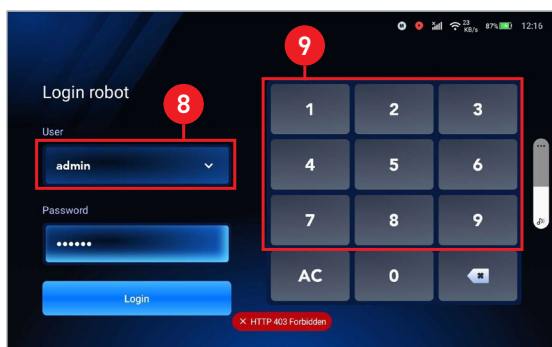 23
KB/s
87%
12:16
9
Login robot
8
User
admin
Password
••••••
Login
1 2 3
4 5 6
7 8 9
AC 0
× HTTP 403 Forbidden